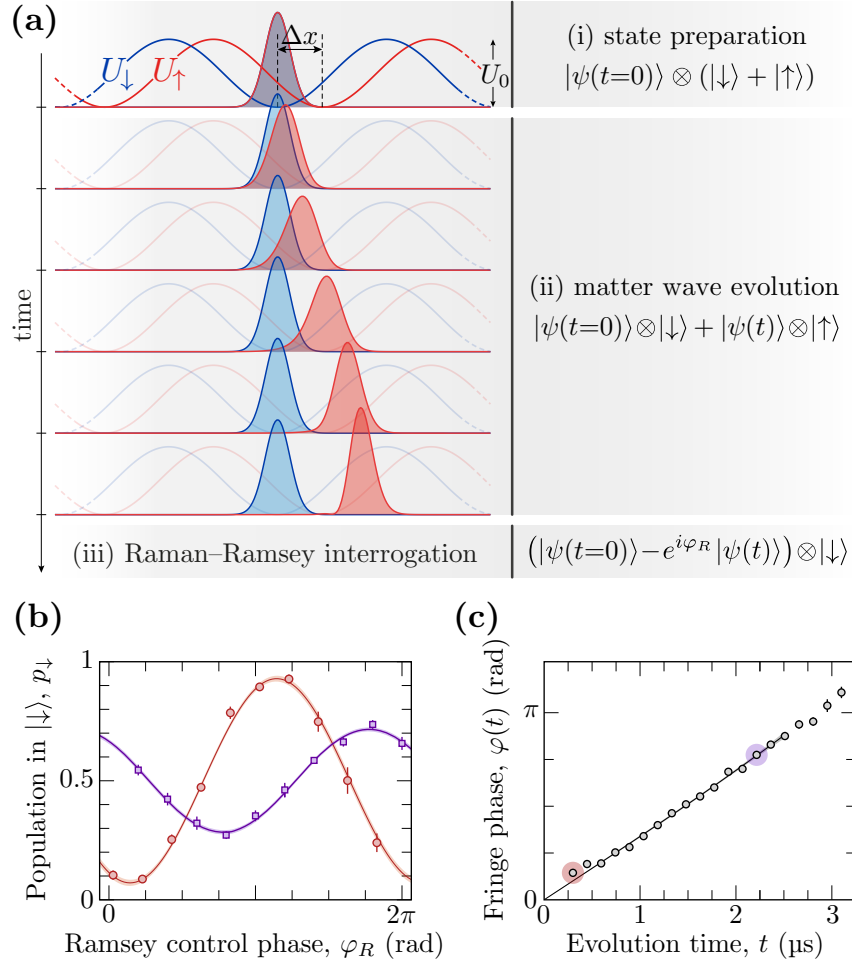 (a)
Δx
U↓
U↑
U₀
(i) state preparation
|ψ(t=0)⟩ ⊗ (|↓⟩ + |↑⟩)
time
(ii) matter wave evolution
|ψ(t=0)⟩⊗|↓⟩ + |ψ(t)⟩⊗|↑⟩
(iii) Raman–Ramsey interrogation
(|ψ(t=0)⟩−e^{iφ_R}|ψ(t)⟩)⊗|↓⟩
(b)
Population in |↓⟩, p↓
1
0.5
0
0
2π
Ramsey control phase, φ_R (rad)
(c)
Fringe phase, φ(t) (rad)
π
0
0
1
2
3
Evolution time, t (µs)